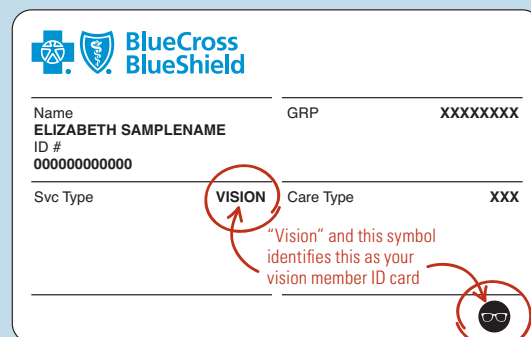 BlueCross
BlueShield
Name
ELIZABETH SAMPLENAME
ID #
000000000000
GRP XXXXXXXX
Svc Type VISION
Care Type XXX
"Vision" and this symbol
identifies this as your
vision member ID card